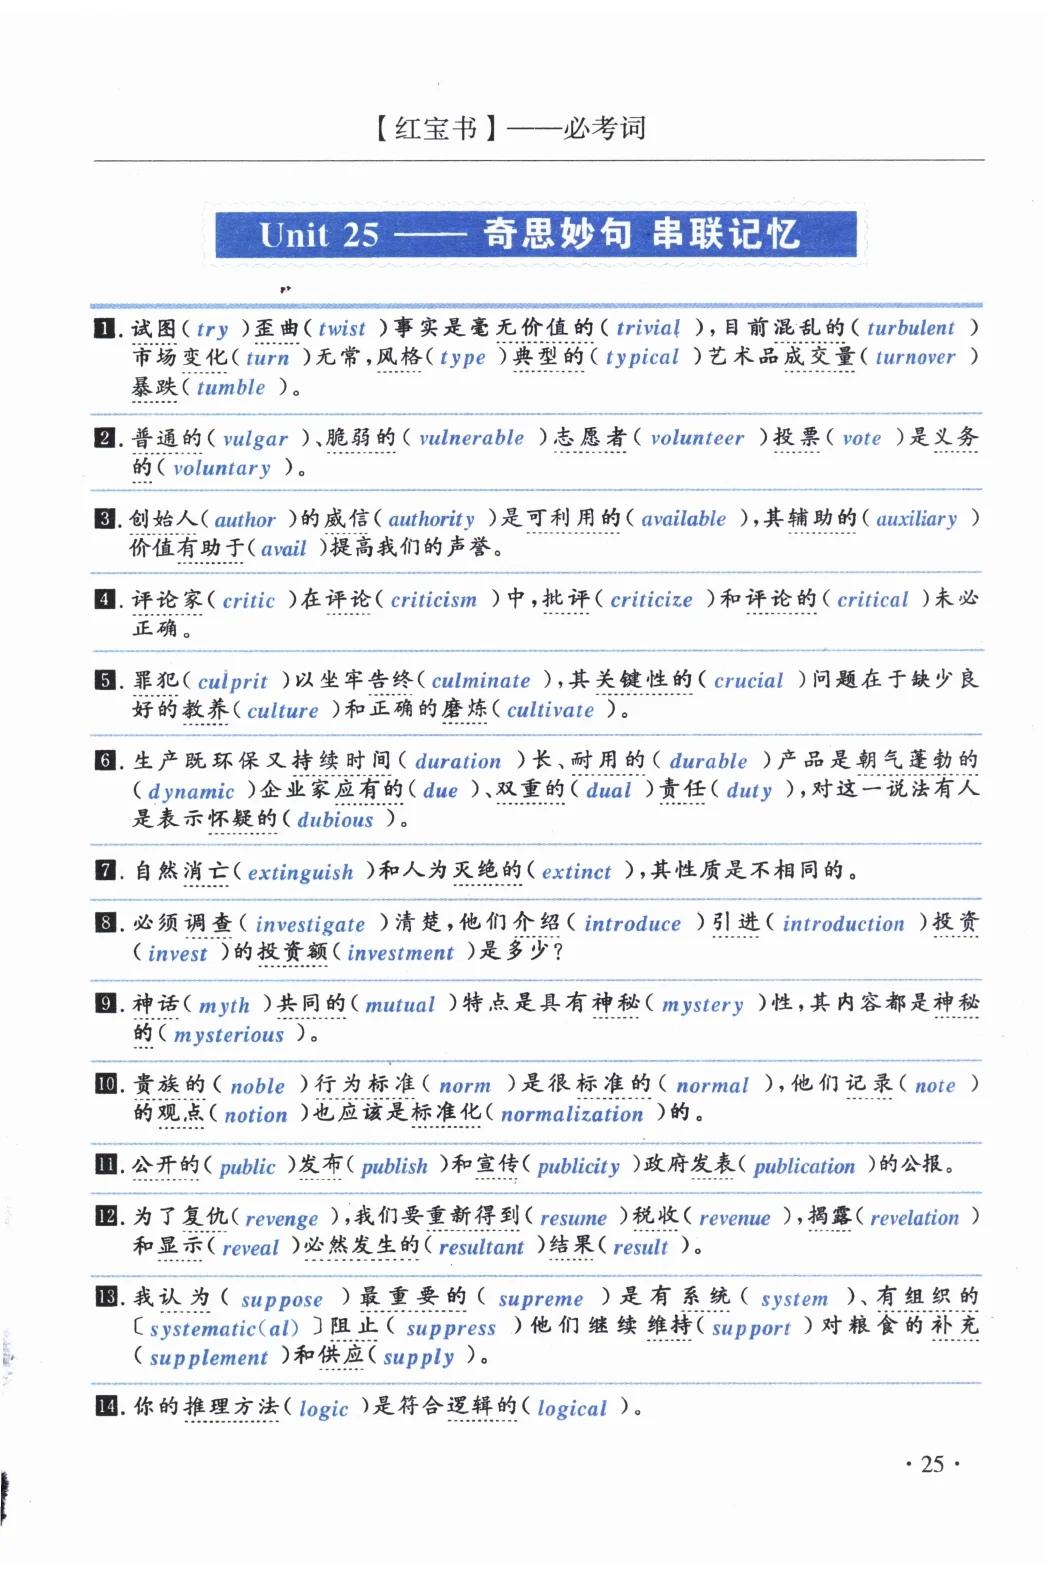 【红宝书】——必考词
Unit 25 —— 奇思妙句 串联记忆
1. 试图( try )歪曲( twist )事实是毫无价值的( trivial ),目前混乱的( turbulent )
市场变化( turn )无常,风格( type )典型的( typical )艺术品成交量( turnover )
暴跌( tumble )。
2. 普通的( vulgar )、脆弱的( vulnerable )志愿者( volunteer )投票( vote )是义务
的( voluntary )。
3. 创始人( author )的威信( authority )是可利用的( available ),其辅助的( auxiliary )
价值有助于( avail )提高我们的声誉。
4. 评论家( critic )在评论( criticism )中,批评( criticize )和评论的( critical )未必
正确。
5. 罪犯( culprit )以坐牢告终( culminate ),其关键性的( crucial )问题在于缺少良
好的教养( culture )和正确的磨炼( cultivate )。
6. 生产既环保又持续时间( duration )长、耐用的( durable )产品是朝气蓬勃的
( dynamic )企业家应有的( due )、双重的( dual )责任( duty ),对这一说法有人
是表示怀疑的( dubious )。
7. 自然消亡( extinguish )和人为灭绝的( extinct ),其性质是不相同的。
8. 必须调查( investigate )清楚,他们介绍( introduce )引进( introduction )投资
( invest )的投资额( investment )是多少?
9. 神话( myth )共同的( mutual )特点是具有神秘( mystery )性,其内容都是神秘
的( mysterious )。
10. 贵族的( noble )行为标准( norm )是很标准的( normal ),他们记录( note )
的观点( notion )也应该是标准化( normalization )的。
11. 公开的( public )发布( publish )和宣传( publicity )政府发表( publication )的公报。
12. 为了复仇( revenge ),我们要重新得到( resume )税收( revenue ),揭露( revelation )
和显示( reveal )必然发生的( resultant )结果( result )。
13. 我认为( suppose )最重要的( supreme )是有系统( system )、有组织的
〔 systematic(al) 〕阻止( suppress )他们继续维持( support )对粮食的补充
( supplement )和供应( supply )。
14. 你的推理方法( logic )是符合逻辑的( logical )。
· 25 ·